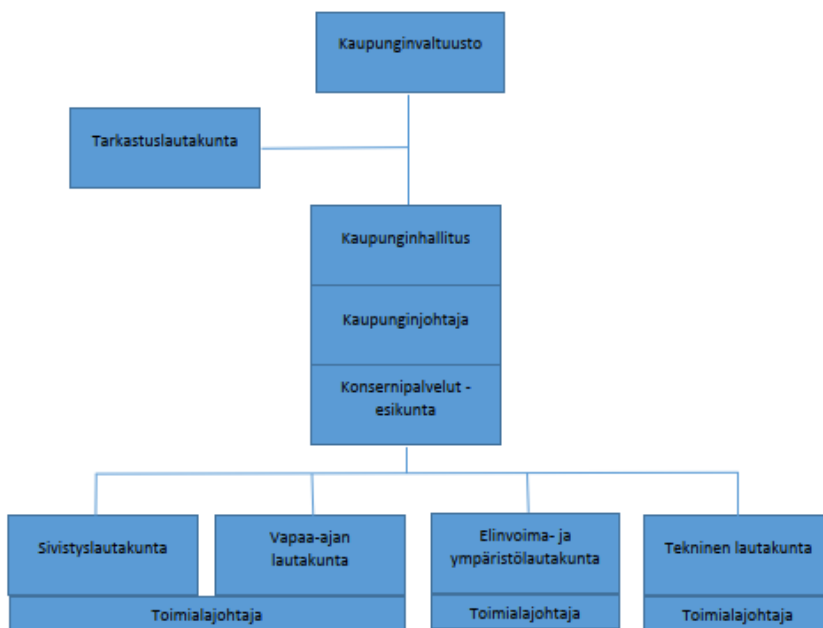 Kaupunginvaltuusto
Tarkastuslautakunta
Kaupunginhallitus
Kaupunginjohtaja
Konsernipalvelut -
esikunta
Sivistyslautakunta
Vapaa-ajan
lautakunta
Elinvoima- ja
ympäristölautakunta
Tekninen lautakunta
Toimialajohtaja
Toimialajohtaja
Toimialajohtaja